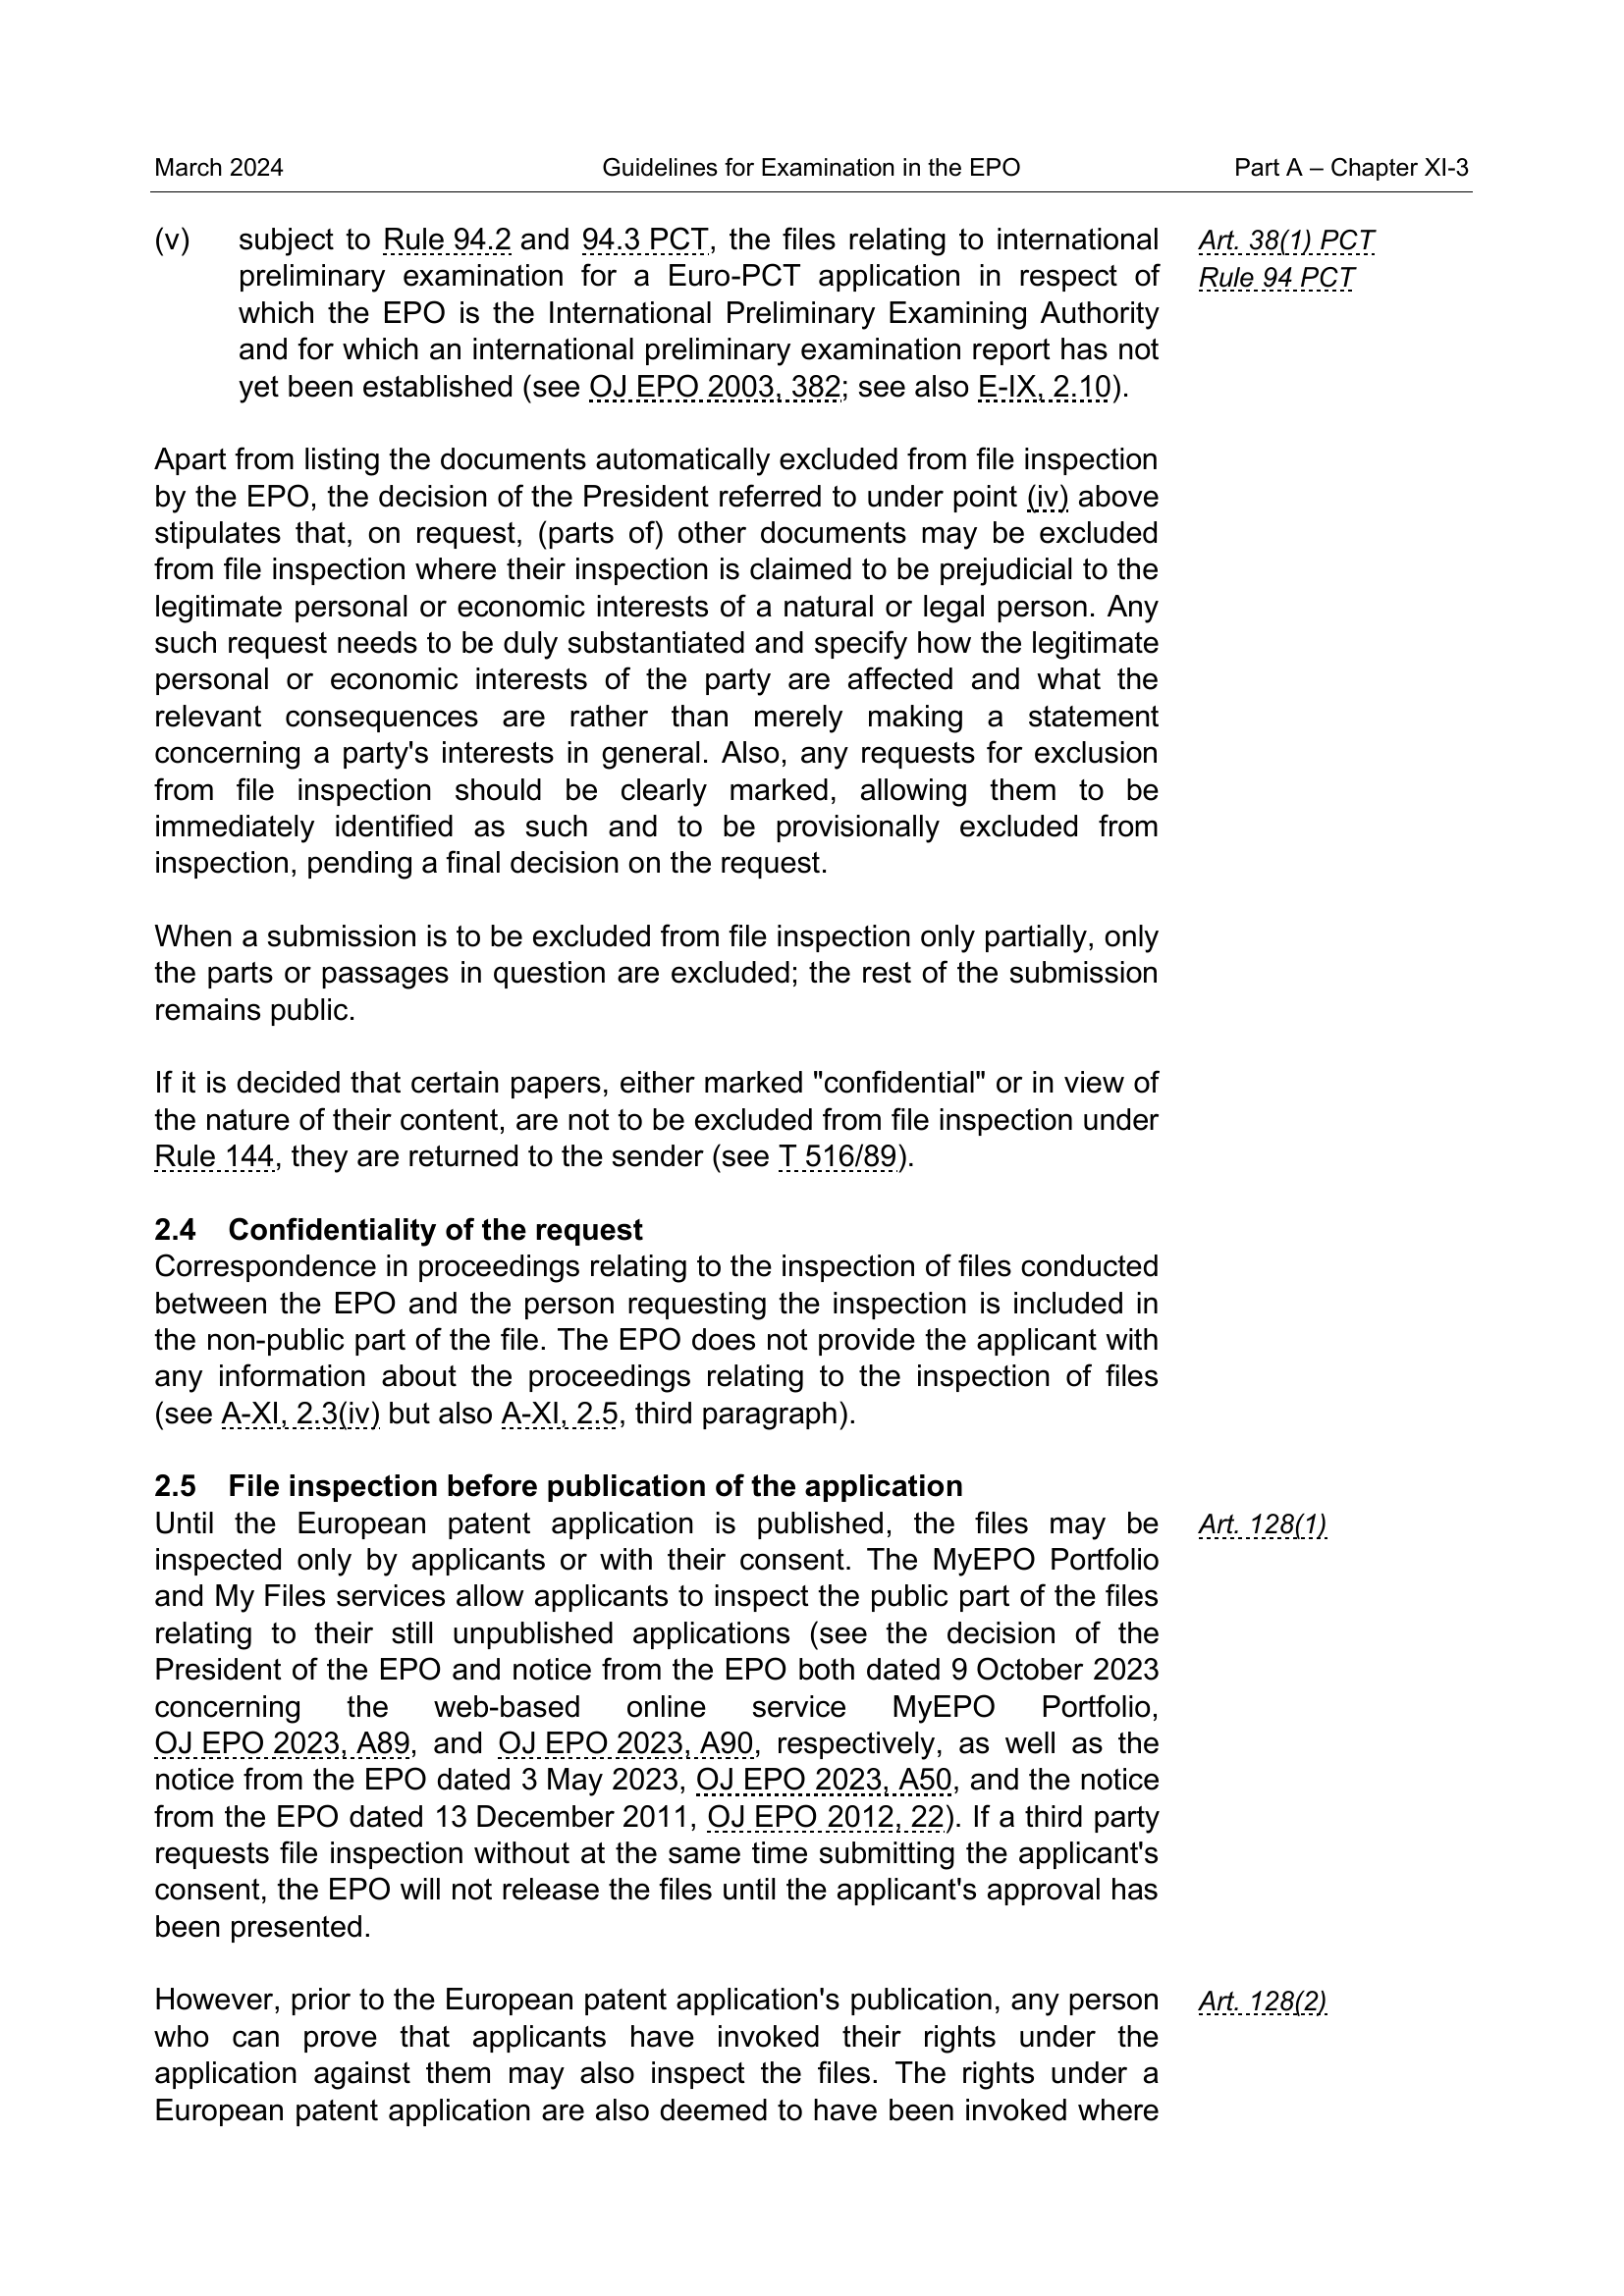 March 2024 Guidelines for Examination in the EPO Part A – Chapter XI-3
(v) subject to Rule 94.2 and 94.3 PCT, the files relating to international
Art. 38(1) PCT
preliminary examination for a Euro-PCT application in respect of
Rule 94 PCT
which the EPO is the International Preliminary Examining Authority
and for which an international preliminary examination report has not
yet been established (see OJ EPO 2003, 382; see also E-IX, 2.10).
Apart from listing the documents automatically excluded from file inspection
by the EPO, the decision of the President referred to under point (iv) above
stipulates that, on request, (parts of) other documents may be excluded
from file inspection where their inspection is claimed to be prejudicial to the
legitimate personal or economic interests of a natural or legal person. Any
such request needs to be duly substantiated and specify how the legitimate
personal or economic interests of the party are affected and what the
relevant consequences are rather than merely making a statement
concerning a party's interests in general. Also, any requests for exclusion
from file inspection should be clearly marked, allowing them to be
immediately identified as such and to be provisionally excluded from
inspection, pending a final decision on the request.
When a submission is to be excluded from file inspection only partially, only
the parts or passages in question are excluded; the rest of the submission
remains public.
If it is decided that certain papers, either marked "confidential" or in view of
the nature of their content, are not to be excluded from file inspection under
Rule 144, they are returned to the sender (see T 516/89).
2.4 Confidentiality of the request
Correspondence in proceedings relating to the inspection of files conducted
between the EPO and the person requesting the inspection is included in
the non-public part of the file. The EPO does not provide the applicant with
any information about the proceedings relating to the inspection of files
(see A-XI, 2.3(iv) but also A-XI, 2.5, third paragraph).
2.5 File inspection before publication of the application
Until the European patent application is published, the files may be
Art. 128(1)
inspected only by applicants or with their consent. The MyEPO Portfolio
and My Files services allow applicants to inspect the public part of the files
relating to their still unpublished applications (see the decision of the
President of the EPO and notice from the EPO both dated 9 October 2023
concerning the web-based online service MyEPO Portfolio,
OJ EPO 2023, A89, and OJ EPO 2023, A90, respectively, as well as the
notice from the EPO dated 3 May 2023, OJ EPO 2023, A50, and the notice
from the EPO dated 13 December 2011, OJ EPO 2012, 22). If a third party
requests file inspection without at the same time submitting the applicant's
consent, the EPO will not release the files until the applicant's approval has
been presented.
However, prior to the European patent application's publication, any person
Art. 128(2)
who can prove that applicants have invoked their rights under the
application against them may also inspect the files. The rights under a
European patent application are also deemed to have been invoked where